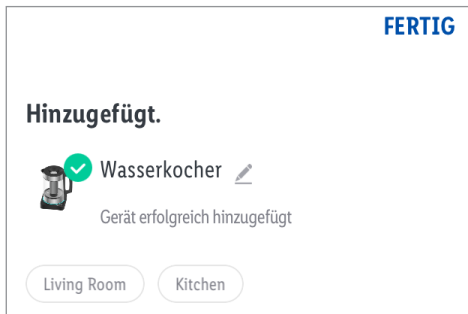 FERTIG
Hinzugefügt.
Wasserkocher
Gerät erfolgreich hinzugefügt
Living Room Kitchen